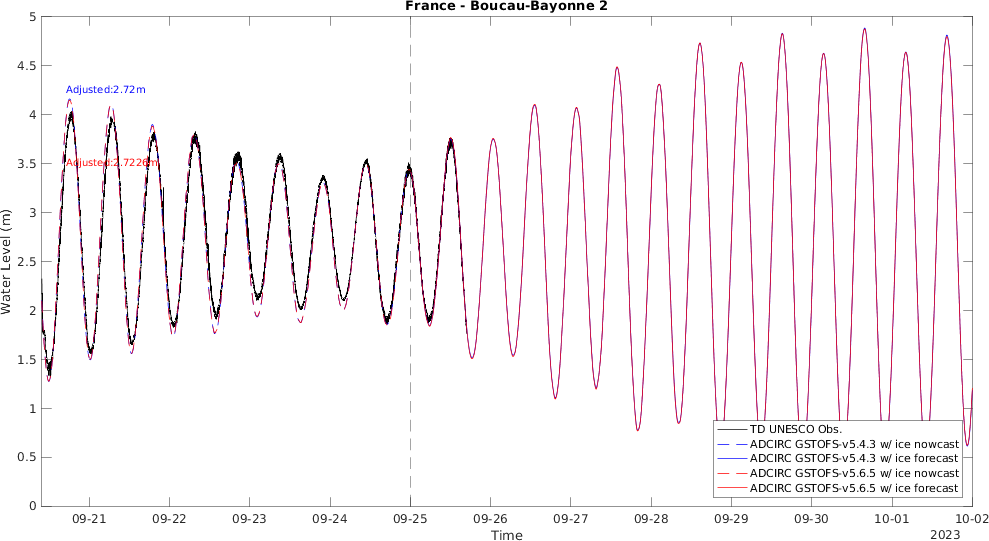 France - Boucau-Bayonne 2
5
4.5
4
3.5
3
2.5
2
1.5
1
0.5
0
Water Level (m)
Adjusted:2.72m
Adjusted:2.7226m
TD UNESCO Obs.
ADCIRC GSTOFS-v5.4.3 w/ ice nowcast
ADCIRC GSTOFS-v5.4.3 w/ ice forecast
ADCIRC GSTOFS-v5.6.5 w/ ice nowcast
ADCIRC GSTOFS-v5.6.5 w/ ice forecast
09-21 09-22 09-23 09-24 09-25 09-26 09-27 09-28 09-29 09-30 10-01 10-02
Time
2023